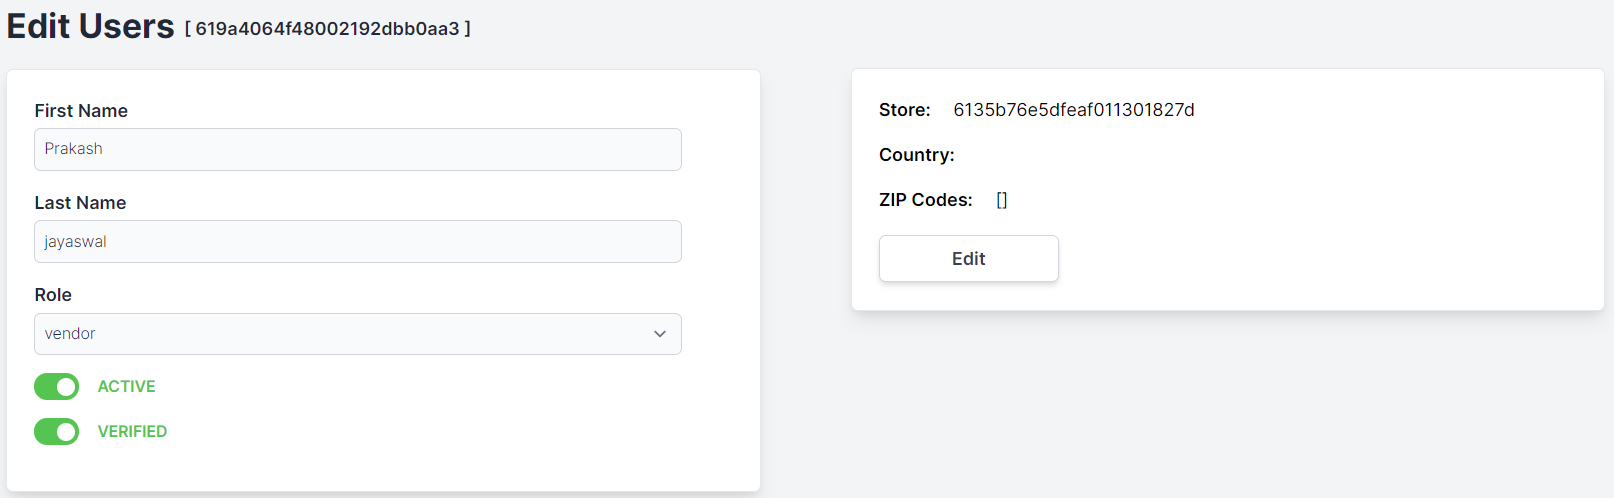 Edit Users [ 619a4064f48002192dbb0aa3 ]
First Name
Prakash
Last Name
jayaswal
Role
vendor
ACTIVE
VERIFIED
Store: 6135b76e5dfeaf011301827d
Country:
ZIP Codes: []
Edit